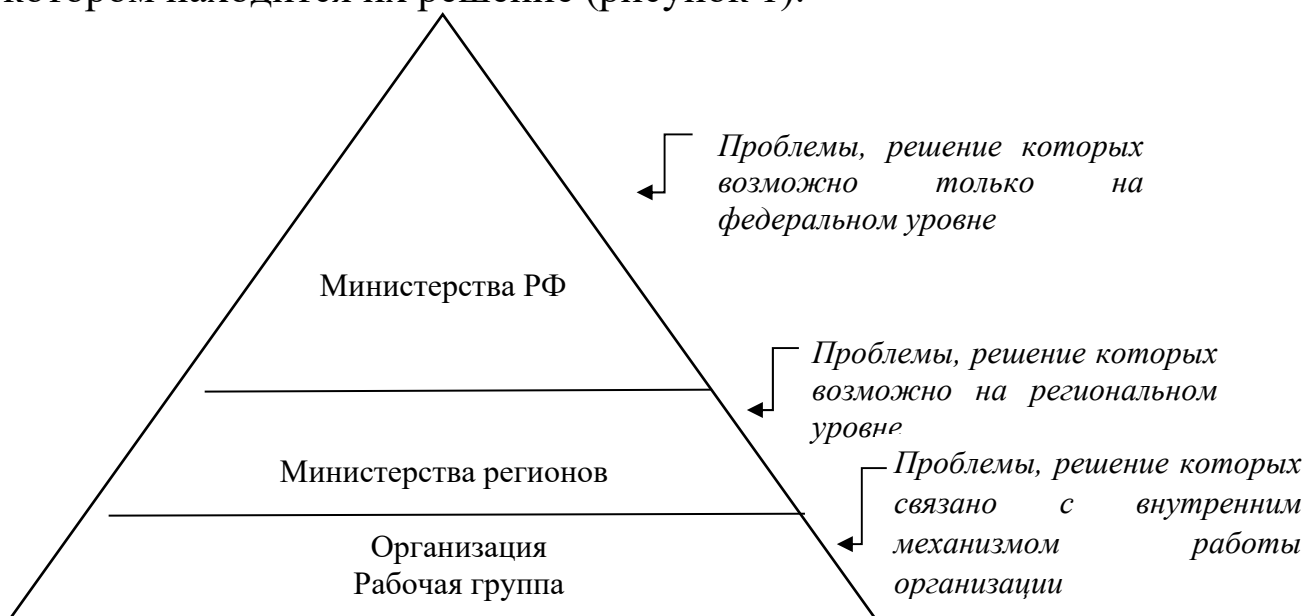 котором находится их решение (рисунок 1).
Проблемы, решение которых
возможно только на
федеральном уровне
Министерства РФ
Проблемы, решение которых
возможно на региональном
уровне
Министерства регионов
Проблемы, решение которых
связано с внутренним
механизмом работы
организации
Организация
Рабочая группа